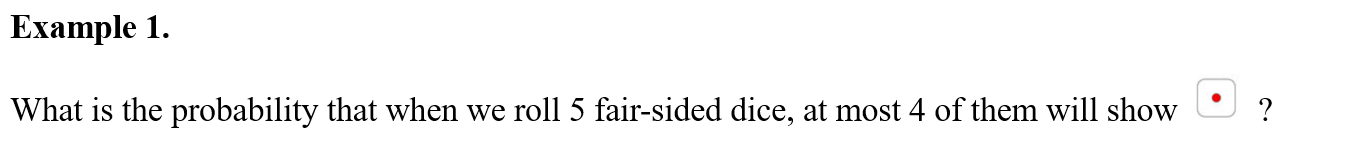 Example 1.
What is the probability that when we roll 5 fair-sided dice, at most 4 of them will show ?